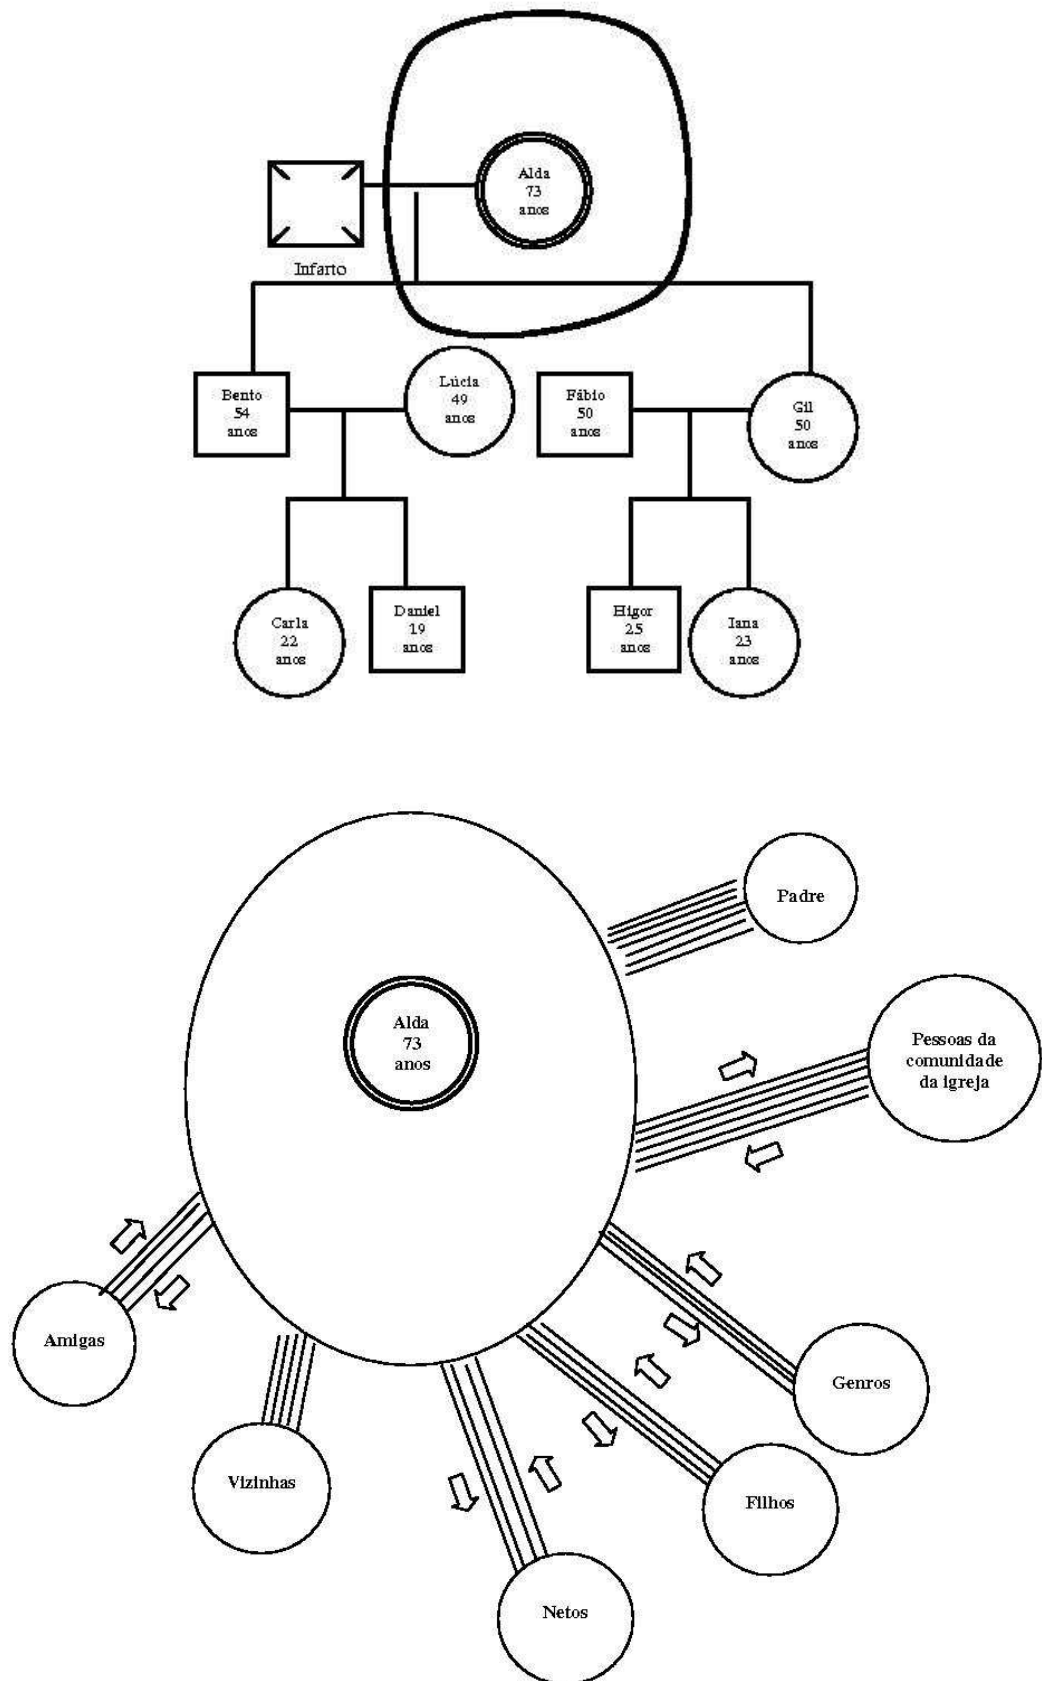 Alda
73
anos
Infarto
Bento
54
anos
Lúcia
49
anos
Fábio
50
anos
Gil
50
anos
Carla
22
anos
Daniel
19
anos
Higor
25
anos
Iana
23
anos
Padre
Alda
73
anos
Pessoas da
comunidade
da igreja
Amigas
Genros
Vizinhas
Filhos
Netos